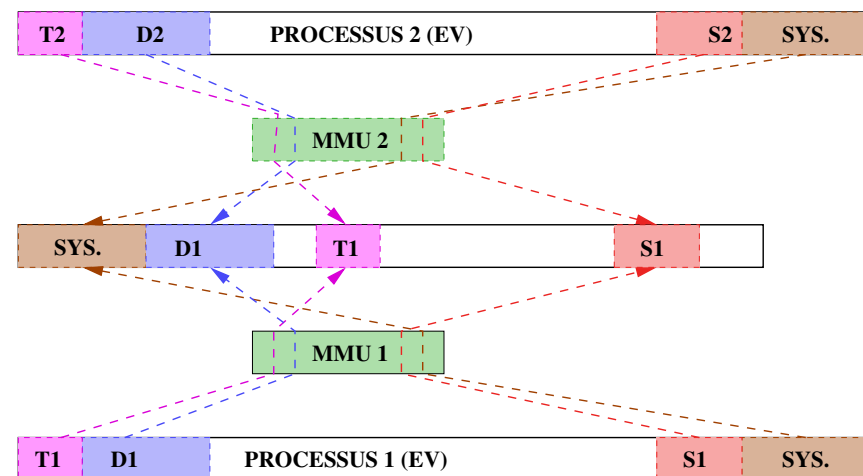 T2 D2 PROCESSUS 2 (EV) S2 SYS.
MMU 2
SYS. D1 T1 S1
MMU 1
T1 D1 PROCESSUS 1 (EV) S1 SYS.